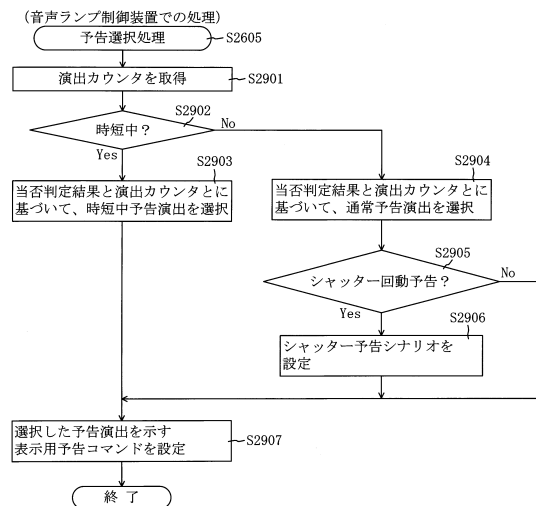 (音声ランプ制御装置での処理)
予告選択処理
S2605
演出カウンタを取得
S2901
S2902
時短中?
No
Yes
S2903
当否判定結果と演出カウンタとに
基づいて、時短中予告演出を選択
S2904
当否判定結果と演出カウンタとに
基づいて、通常予告演出を選択
S2905
シャッター回動予告?
No
Yes
S2906
シャッター予告シナリオを
設定
選択した予告演出を示す
表示用予告コマンドを設定
S2907
終了